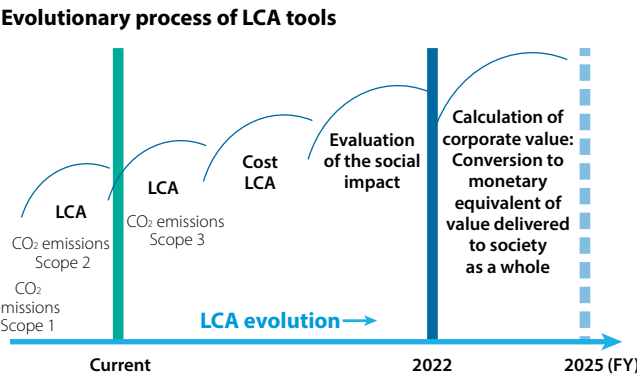 Evolutionary process of LCA tools
LCA
CO2 emissions
Scope 2
CO2
missions
Scope 1
LCA
CO2 emissions
Scope 3
Cost
LCA
Evaluation
of the social
impact
Calculation of
corporate value:
Conversion to
monetary
equivalent of
value delivered
to society
as a whole
LCA evolution
Current
2022
2025 (FY)